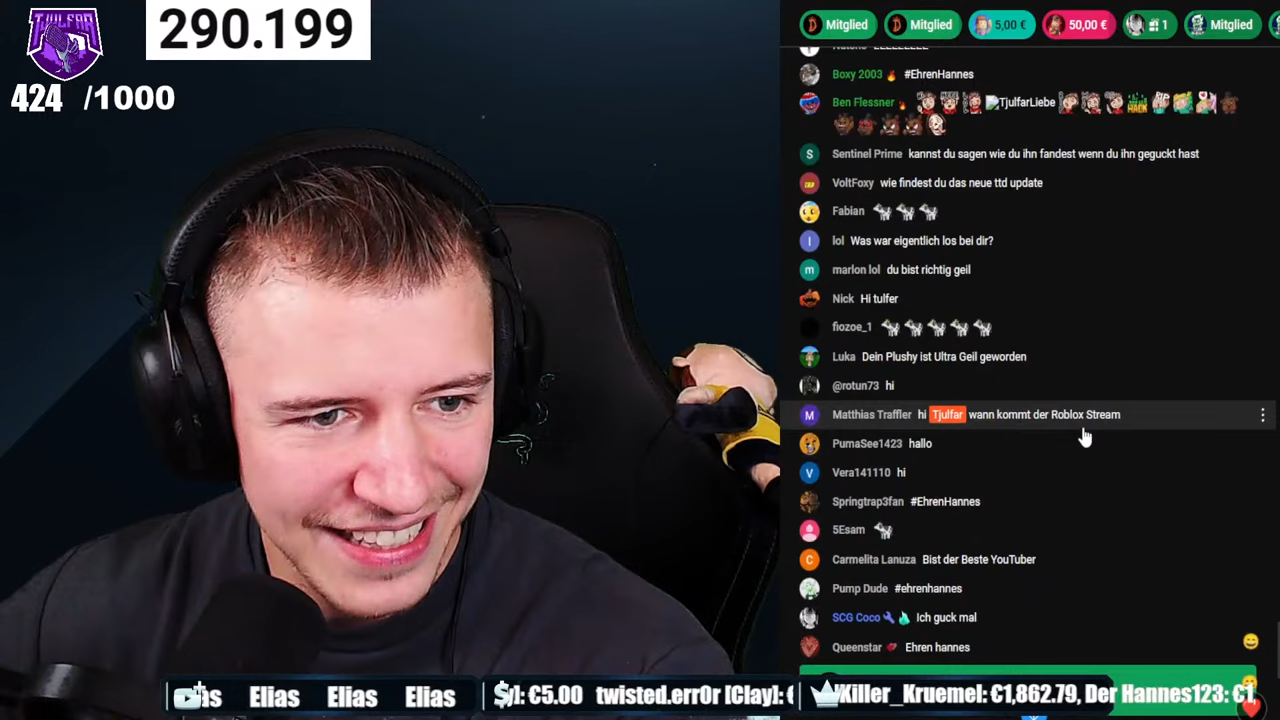 TJULFAR
290.199
424 /1000
Mitglied
Mitglied
5,00 €
50,00 €
1
Mitglied
Boxy 2003 #EhrenHannes
Ben Flessner TjulfarLiebe
Sentinel Prime kannst du sagen wie du ihn fandest wenn du ihn geguckt hast
VoltFoxy wie findest du das neue ttd update
Fabian
lol Was war eigentlich los bei dir?
marlon lol du bist richtig geil
Nick Hi tulfer
fiozoe_1
Luka Dein Plushy ist Ultra Geil geworden
@rotun73 hi
Matthias Traffler hi Tjulfar wann kommt der Roblox Stream
PumaSee1423 hallo
Vera141110 hi
Springtrap3fan #EhrenHannes
5Esam
Carmelita Lanuza Bist der Beste YouTuber
Pump Dude #ehrenhannes
SCG Coco Ich guck mal
Queenstar Ehren hannes
Elias Elias Elias
€5.00 twisted.err0r [Clay]:
Killer_Kruemel: €1,862.79, Der Hannes123: €1